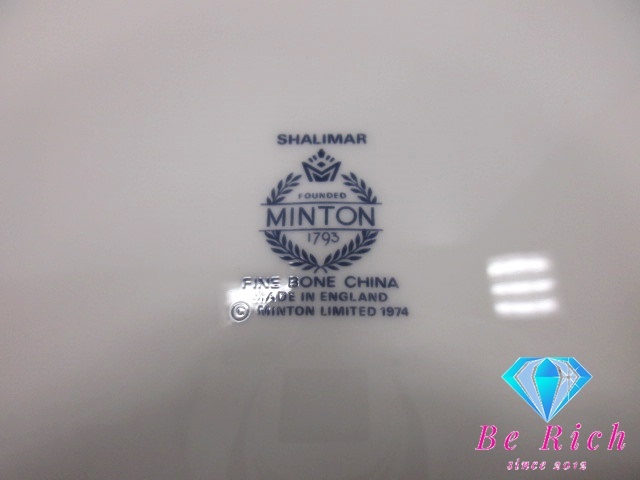 SHALIMAR
FOUNDED
MINTON
1793
FINE BONE CHINA
MADE IN ENGLAND
© MINTON LIMITED 1974
Be Rich
since 2012